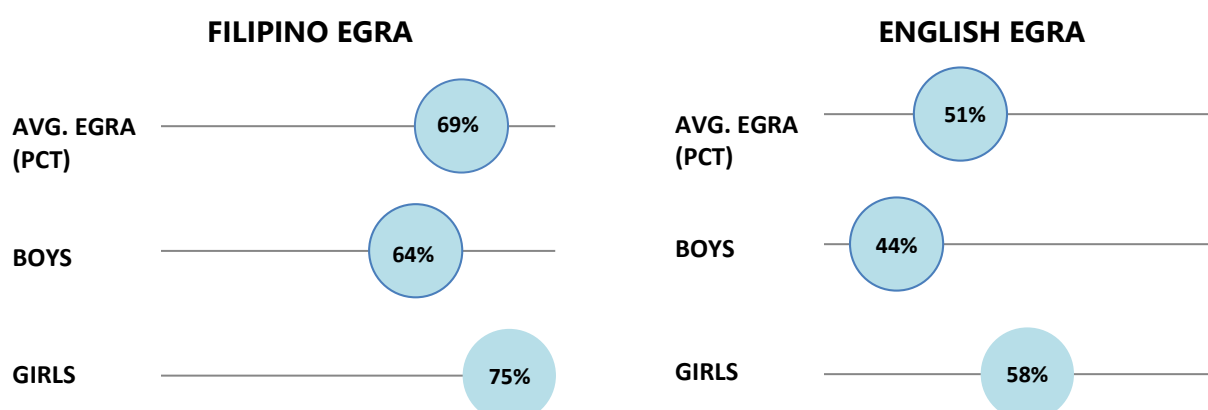 FILIPINO EGRA
AVG. EGRA
(PCT)
69%
BOYS
64%
GIRLS
75%
ENGLISH EGRA
AVG. EGRA
(PCT)
51%
BOYS
44%
GIRLS
58%